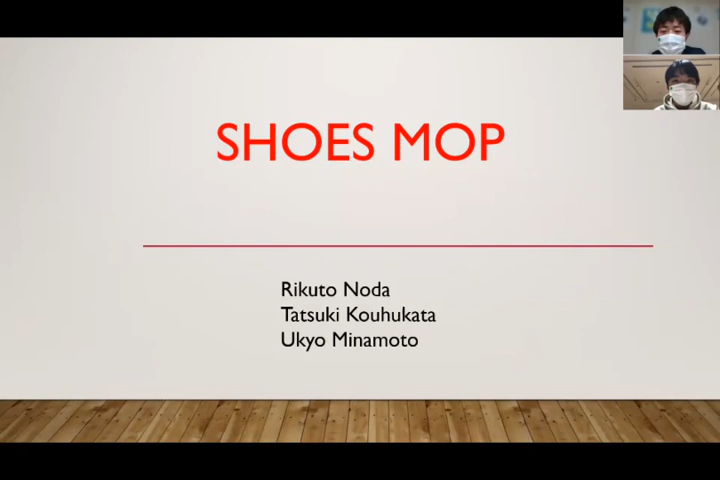 SHOES MOP
Rikuto Noda
Tatsuki Kouhukata
Ukyo Minamoto